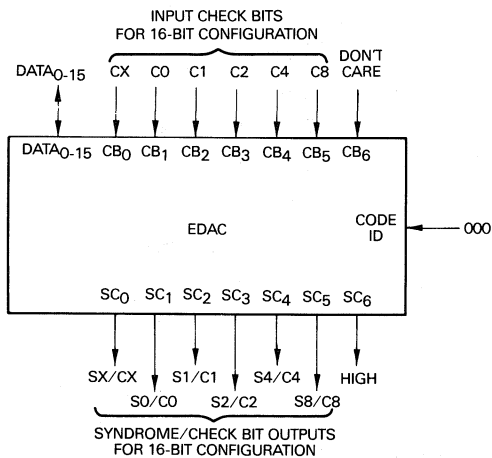 INPUT CHECK BITS
FOR 16-BIT CONFIGURATION
DATA0-15 CX C0 C1 C2 C4 C8 DON'T
CARE
DATA0-15 CB0 CB1 CB2 CB3 CB4 CB5 CB6
EDAC
CODE
ID
000
SC0 SC1 SC2 SC3 SC4 SC5 SC6
SX/CX S1/C1 S4/C4 HIGH
S0/C0 S2/C2 S8/C8
SYNDROME/CHECK BIT OUTPUTS
FOR 16-BIT CONFIGURATION